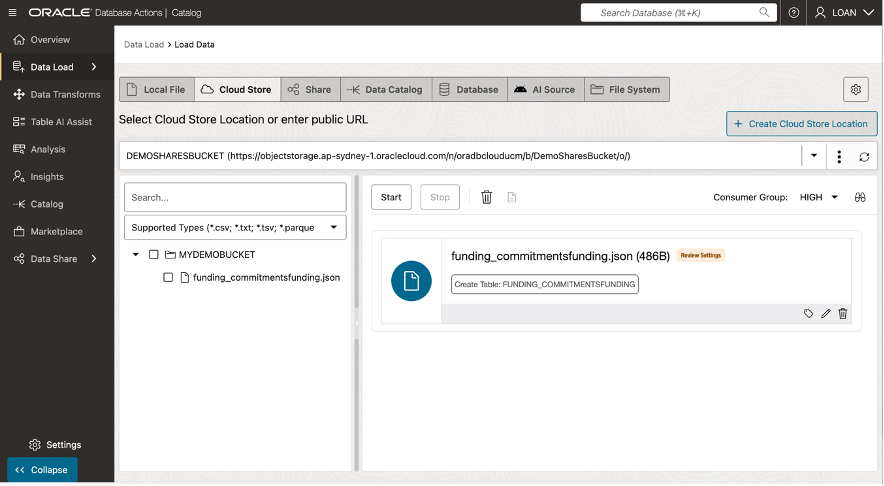 ORACLE® Database Actions | Catalog
Search Database (⌘+K)
LOAN
Overview
Data Load
Data Transforms
Table AI Assist
Analysis
Insights
Catalog
Marketplace
Data Share
Settings
Collapse
Data Load > Load Data
Local File
Cloud Store
Share
Data Catalog
Database
AI Source
File System
Select Cloud Store Location or enter public URL
+ Create Cloud Store Location
DEMOSHARESBUCKET (https://objectstorage.ap-sydney-1.oraclecloud.com/n/oradbclouducm/b/DemoSharesBucket/o/)
Search...
Supported Types (*.csv; *.txt; *.tsv; *.parque
MYDEMOBUCKET
funding_commitmentsfunding.json
Start
Stop
Consumer Group: HIGH
funding_commitmentsfunding.json (486B)
Review Settings
Create Table: FUNDING_COMMITMENTSFUNDING